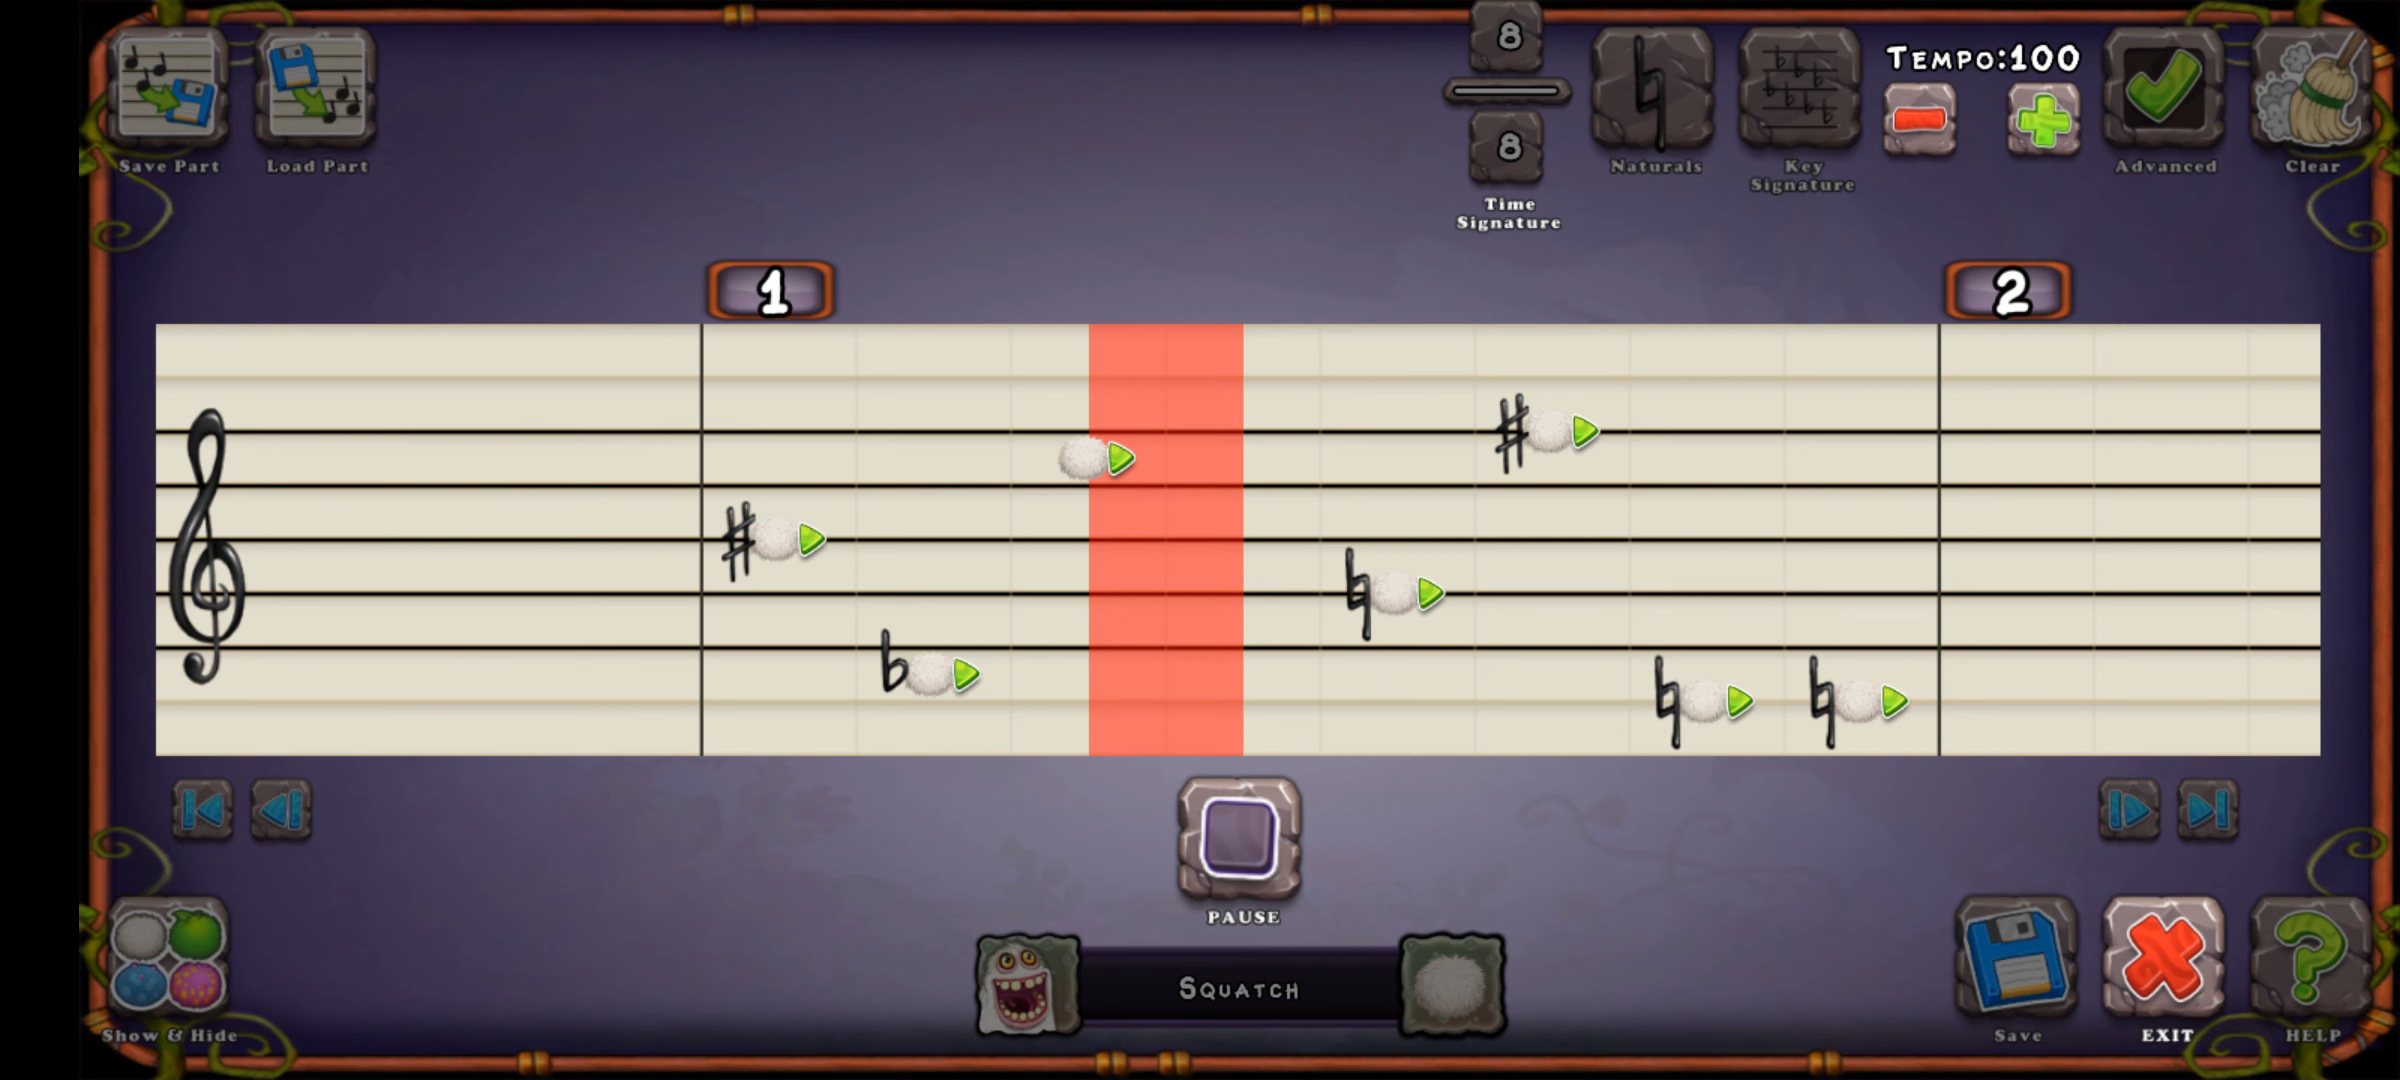 8
8
Time
Signature
Naturals
Key
Signature
Tempo:100
Advanced
Clear
Save Part
Load Part
1
2
PAUSE
Squatch
Show & Hide
Save
EXIT
HELP